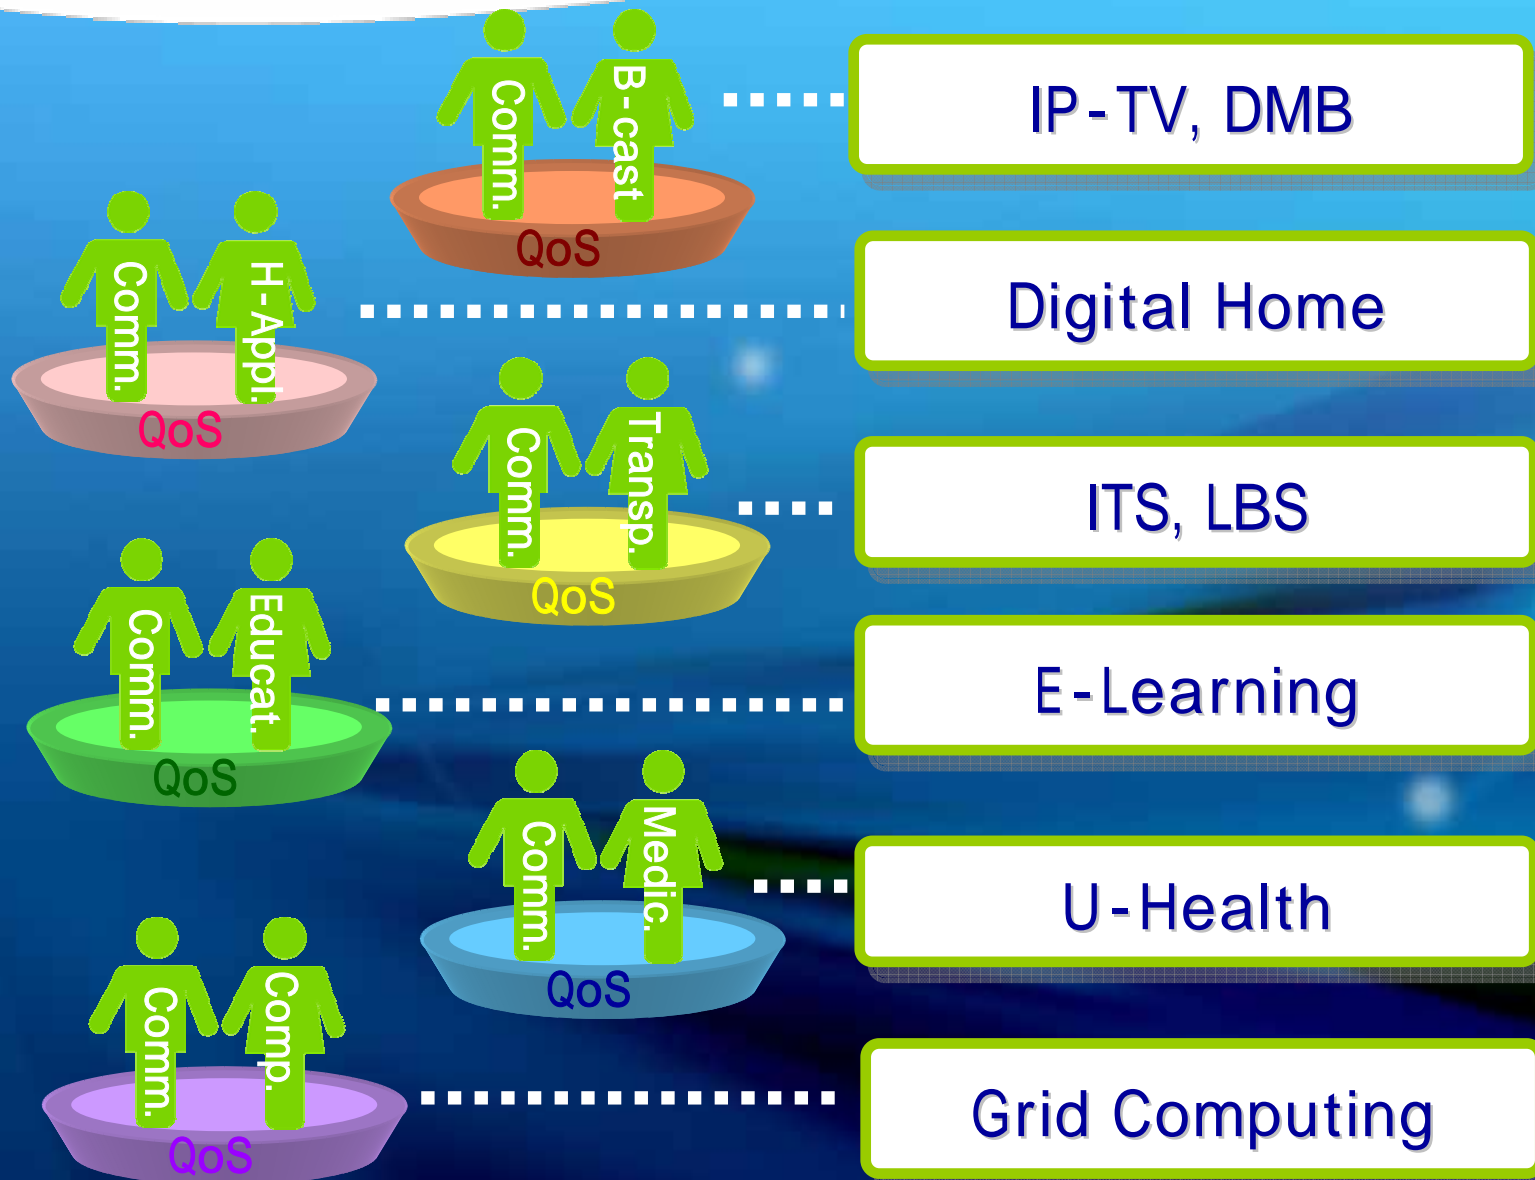 Comm.
B-cast
QoS
IP-TV, DMB
Comm.
H-Appl.
QoS
Digital Home
Comm.
Transp.
QoS
ITS, LBS
Comm.
Educat.
QoS
E-Learning
Comm.
Medic.
QoS
U-Health
Comm.
Comp.
QoS
Grid Computing